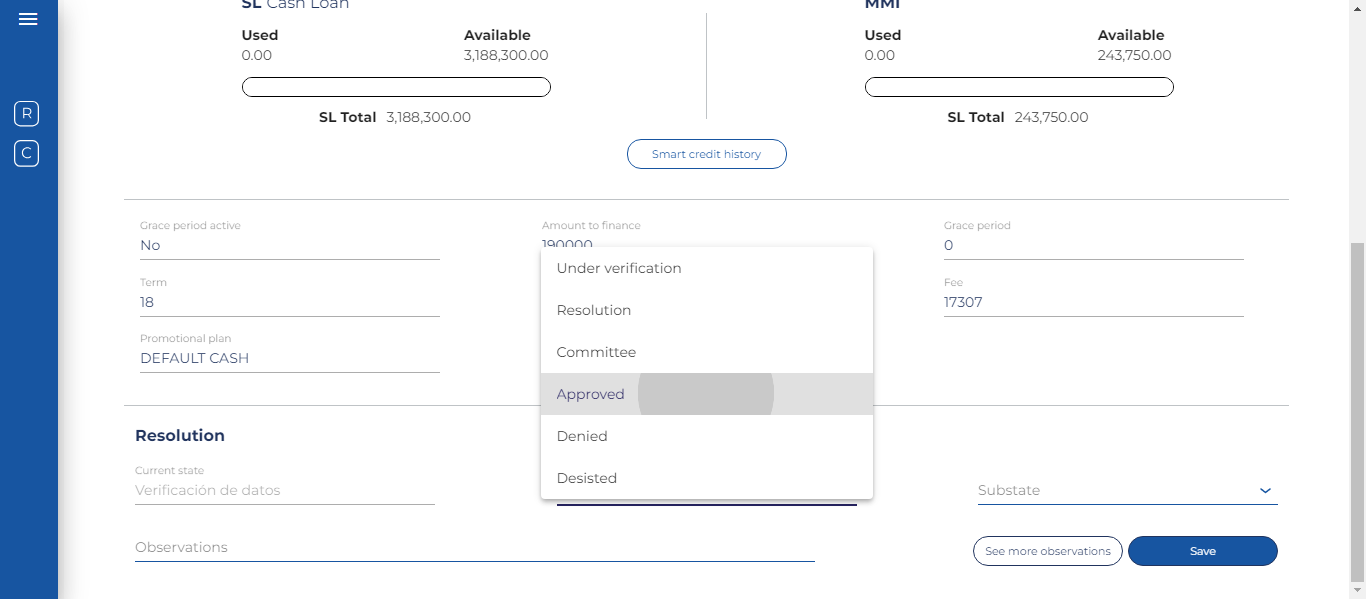 SL Cash Loan
MMI
Used
Available
Used
Available
0.00
3,188,300.00
0.00
243,750.00
R
C
SL Total 3,188,300.00
SL Total 243,750.00
Smart credit history
Grace period active
Amount to finance
Grace period
No
190000
0
Term
Fee
18
17307
Promotional plan
DEFAULT CASH
Under verification
Resolution
Committee
Approved
Denied
Desisted
Resolution
Current state
Verificación de datos
Substate
Observations
See more observations
Save